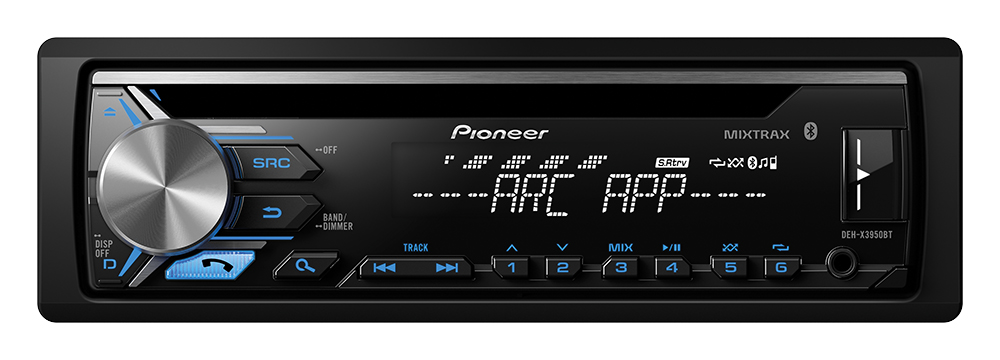 Pioneer
MIXTRAX
SRC
OFF
S.Rtrv
----ARC APP----
BAND/
DIMMER
DEH-X3950BT
DISP
OFF
D
TRACK
MIX
1
2
3
4
5
6